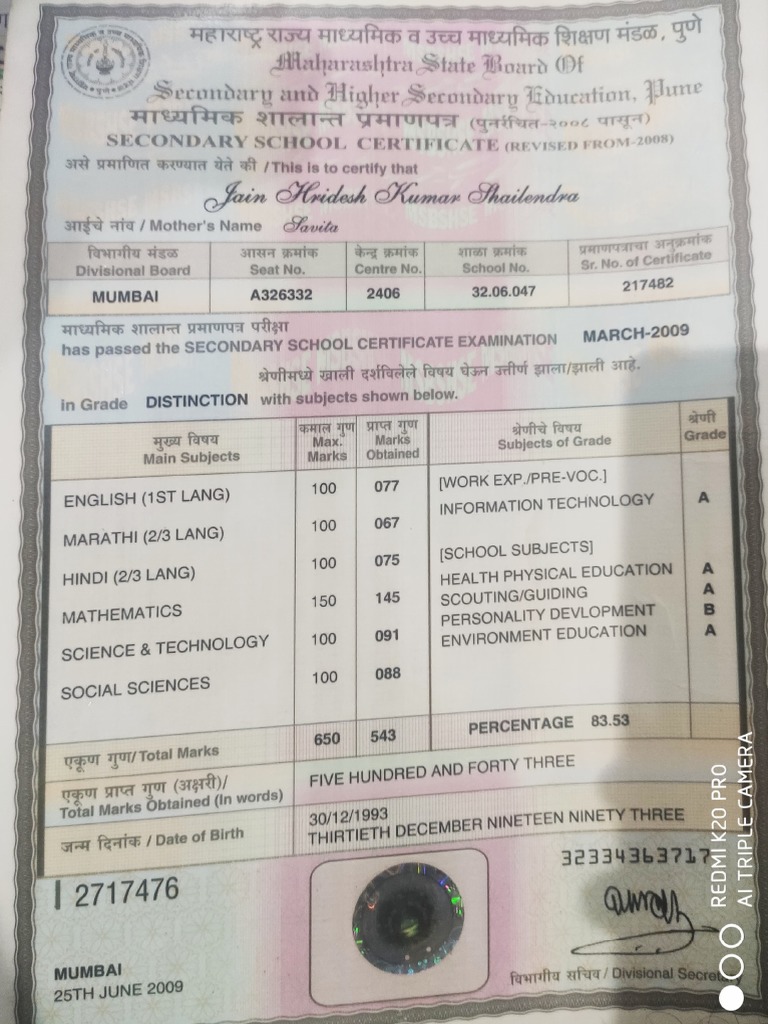 महाराष्ट्र राज्य माध्यमिक व उच्च माध्यमिक शिक्षण मंडळ, पुणे
Maharashtra State Board Of
Secondary and Higher Secondary Education, Pune
माध्यमिक शालान्त प्रमाणपत्र (पुनर्रचित-२००८ पासून)
SECONDARY SCHOOL CERTIFICATE (REVISED FROM-2008)
असे प्रमाणित करण्यात येते की / This is to certify that
Jain Hridesh Kumar Shailendra
आईचे नांव / Mother's Name Savita
विभागीय मंडळ आसन क्रमांक केन्द्र क्रमांक शाळा क्रमांक प्रमाणपत्राचा अनुक्रमांक
Divisional Board Seat No. Centre No. School No. Sr. No. of Certificate
MUMBAI A326332 2406 32.06.047 217482
माध्यमिक शालान्त प्रमाणपत्र परीक्षा
has passed the SECONDARY SCHOOL CERTIFICATE EXAMINATION MARCH-2009
श्रेणीमध्ये खाली दर्शविलेले विषय घेऊन उत्तीर्ण झाला/झाली आहे.
in Grade DISTINCTION with subjects shown below.
मुख्य विषय कमाल गुण प्राप्त गुण श्रेणीचे विषय श्रेणी
Main Subjects Max. Marks Marks Obtained Subjects of Grade Grade
ENGLISH (1ST LANG) 100 077 [WORK EXP./PRE-VOC.]
INFORMATION TECHNOLOGY A
MARATHI (2/3 LANG) 100 067
[SCHOOL SUBJECTS]
HINDI (2/3 LANG) 100 075 HEALTH PHYSICAL EDUCATION A
SCOUTING/GUIDING A
MATHEMATICS 150 145 PERSONALITY DEVLOPMENT B
SCIENCE & TECHNOLOGY 100 091 ENVIRONMENT EDUCATION A
SOCIAL SCIENCES 100 088
एकूण गुण/ Total Marks 650 543 PERCENTAGE 83.53
एकूण प्राप्त गुण (अक्षरी)/
Total Marks Obtained (In words) FIVE HUNDRED AND FORTY THREE
जन्म दिनांक / Date of Birth 30/12/1993
THIRTIETH DECEMBER NINETEEN NINETY THREE
32334363717
2717476
MUMBAI
25TH JUNE 2009
विभागीय सचिव / Divisional Secre
REDMI K20 PRO
AI TRIPLE CAMERA